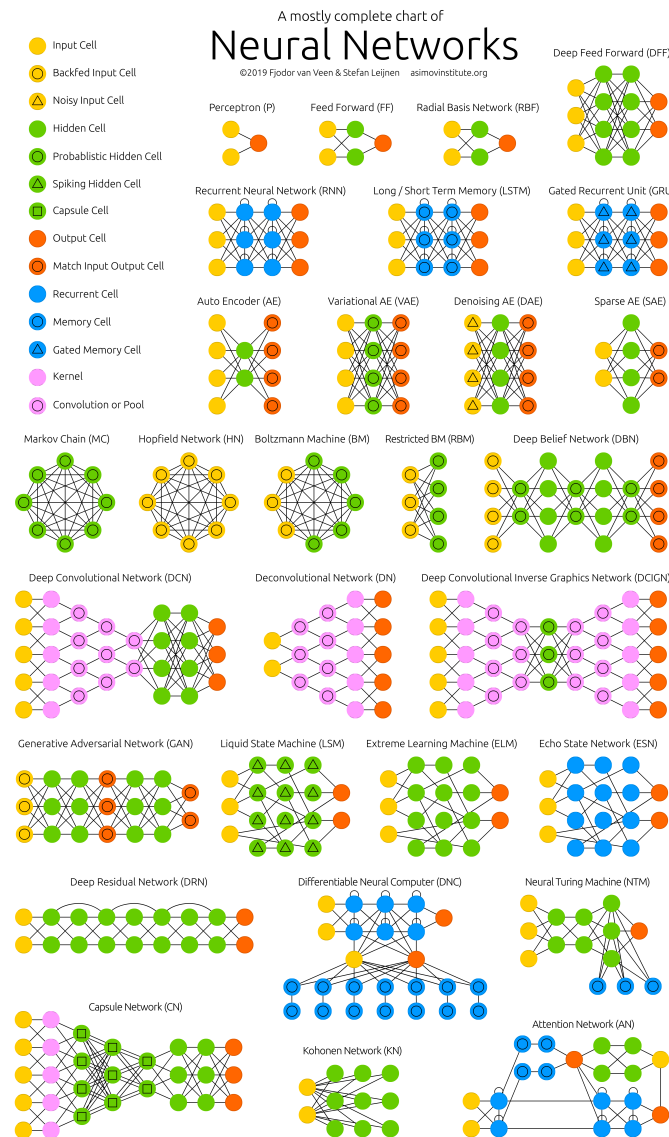 A mostly complete chart of
Neural Networks
©2019 Fjodor van Veen & Stefan Leijnen asimovinstitute.org
Input Cell
Backfed Input Cell
Noisy Input Cell
Hidden Cell
Probablistic Hidden Cell
Spiking Hidden Cell
Capsule Cell
Output Cell
Match Input Output Cell
Recurrent Cell
Memory Cell
Gated Memory Cell
Kernel
Convolution or Pool
Perceptron (P)
Feed Forward (FF)
Radial Basis Network (RBF)
Deep Feed Forward (DFF)
Recurrent Neural Network (RNN)
Long / Short Term Memory (LSTM)
Gated Recurrent Unit (GRU
Auto Encoder (AE)
Variational AE (VAE)
Denoising AE (DAE)
Sparse AE (SAE)
Markov Chain (MC)
Hopfield Network (HN)
Boltzmann Machine (BM)
Restricted BM (RBM)
Deep Belief Network (DBN)
Deep Convolutional Network (DCN)
Deconvolutional Network (DN)
Deep Convolutional Inverse Graphics Network (DCIGN)
Generative Adversarial Network (GAN)
Liquid State Machine (LSM)
Extreme Learning Machine (ELM)
Echo State Network (ESN)
Deep Residual Network (DRN)
Differentiable Neural Computer (DNC)
Neural Turing Machine (NTM)
Capsule Network (CN)
Kohonen Network (KN)
Attention Network (AN)